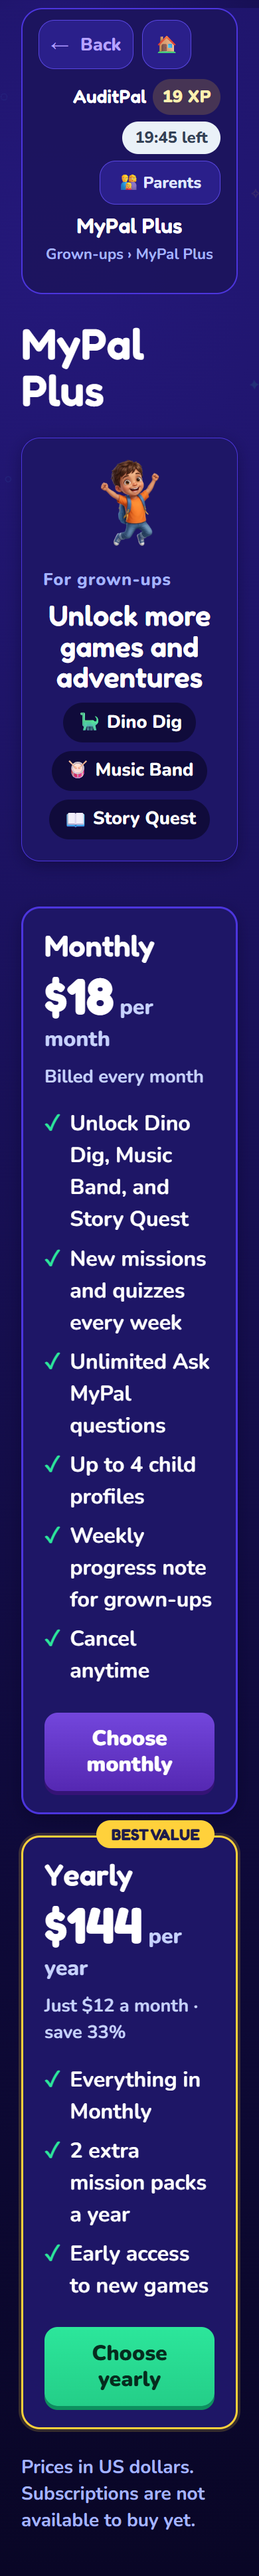 ← Back
AuditPal 19 XP
19:45 left
Parents
MyPal Plus
Grown-ups › MyPal Plus
MyPal
Plus
For grown-ups
Unlock more
games and
adventures
Dino Dig
Music Band
Story Quest
Monthly
$18 per
month
Billed every month
✓ Unlock Dino
Dig, Music
Band, and
Story Quest
✓ New missions
and quizzes
every week
✓ Unlimited Ask
MyPal
questions
✓ Up to 4 child
profiles
✓ Weekly
progress note
for grown-ups
✓ Cancel
anytime
Choose
monthly
BEST VALUE
Yearly
$144 per
year
Just $12 a month ·
save 33%
✓ Everything in
Monthly
✓ 2 extra
mission packs
a year
✓ Early access
to new games
Choose
yearly
Prices in US dollars.
Subscriptions are not
available to buy yet.